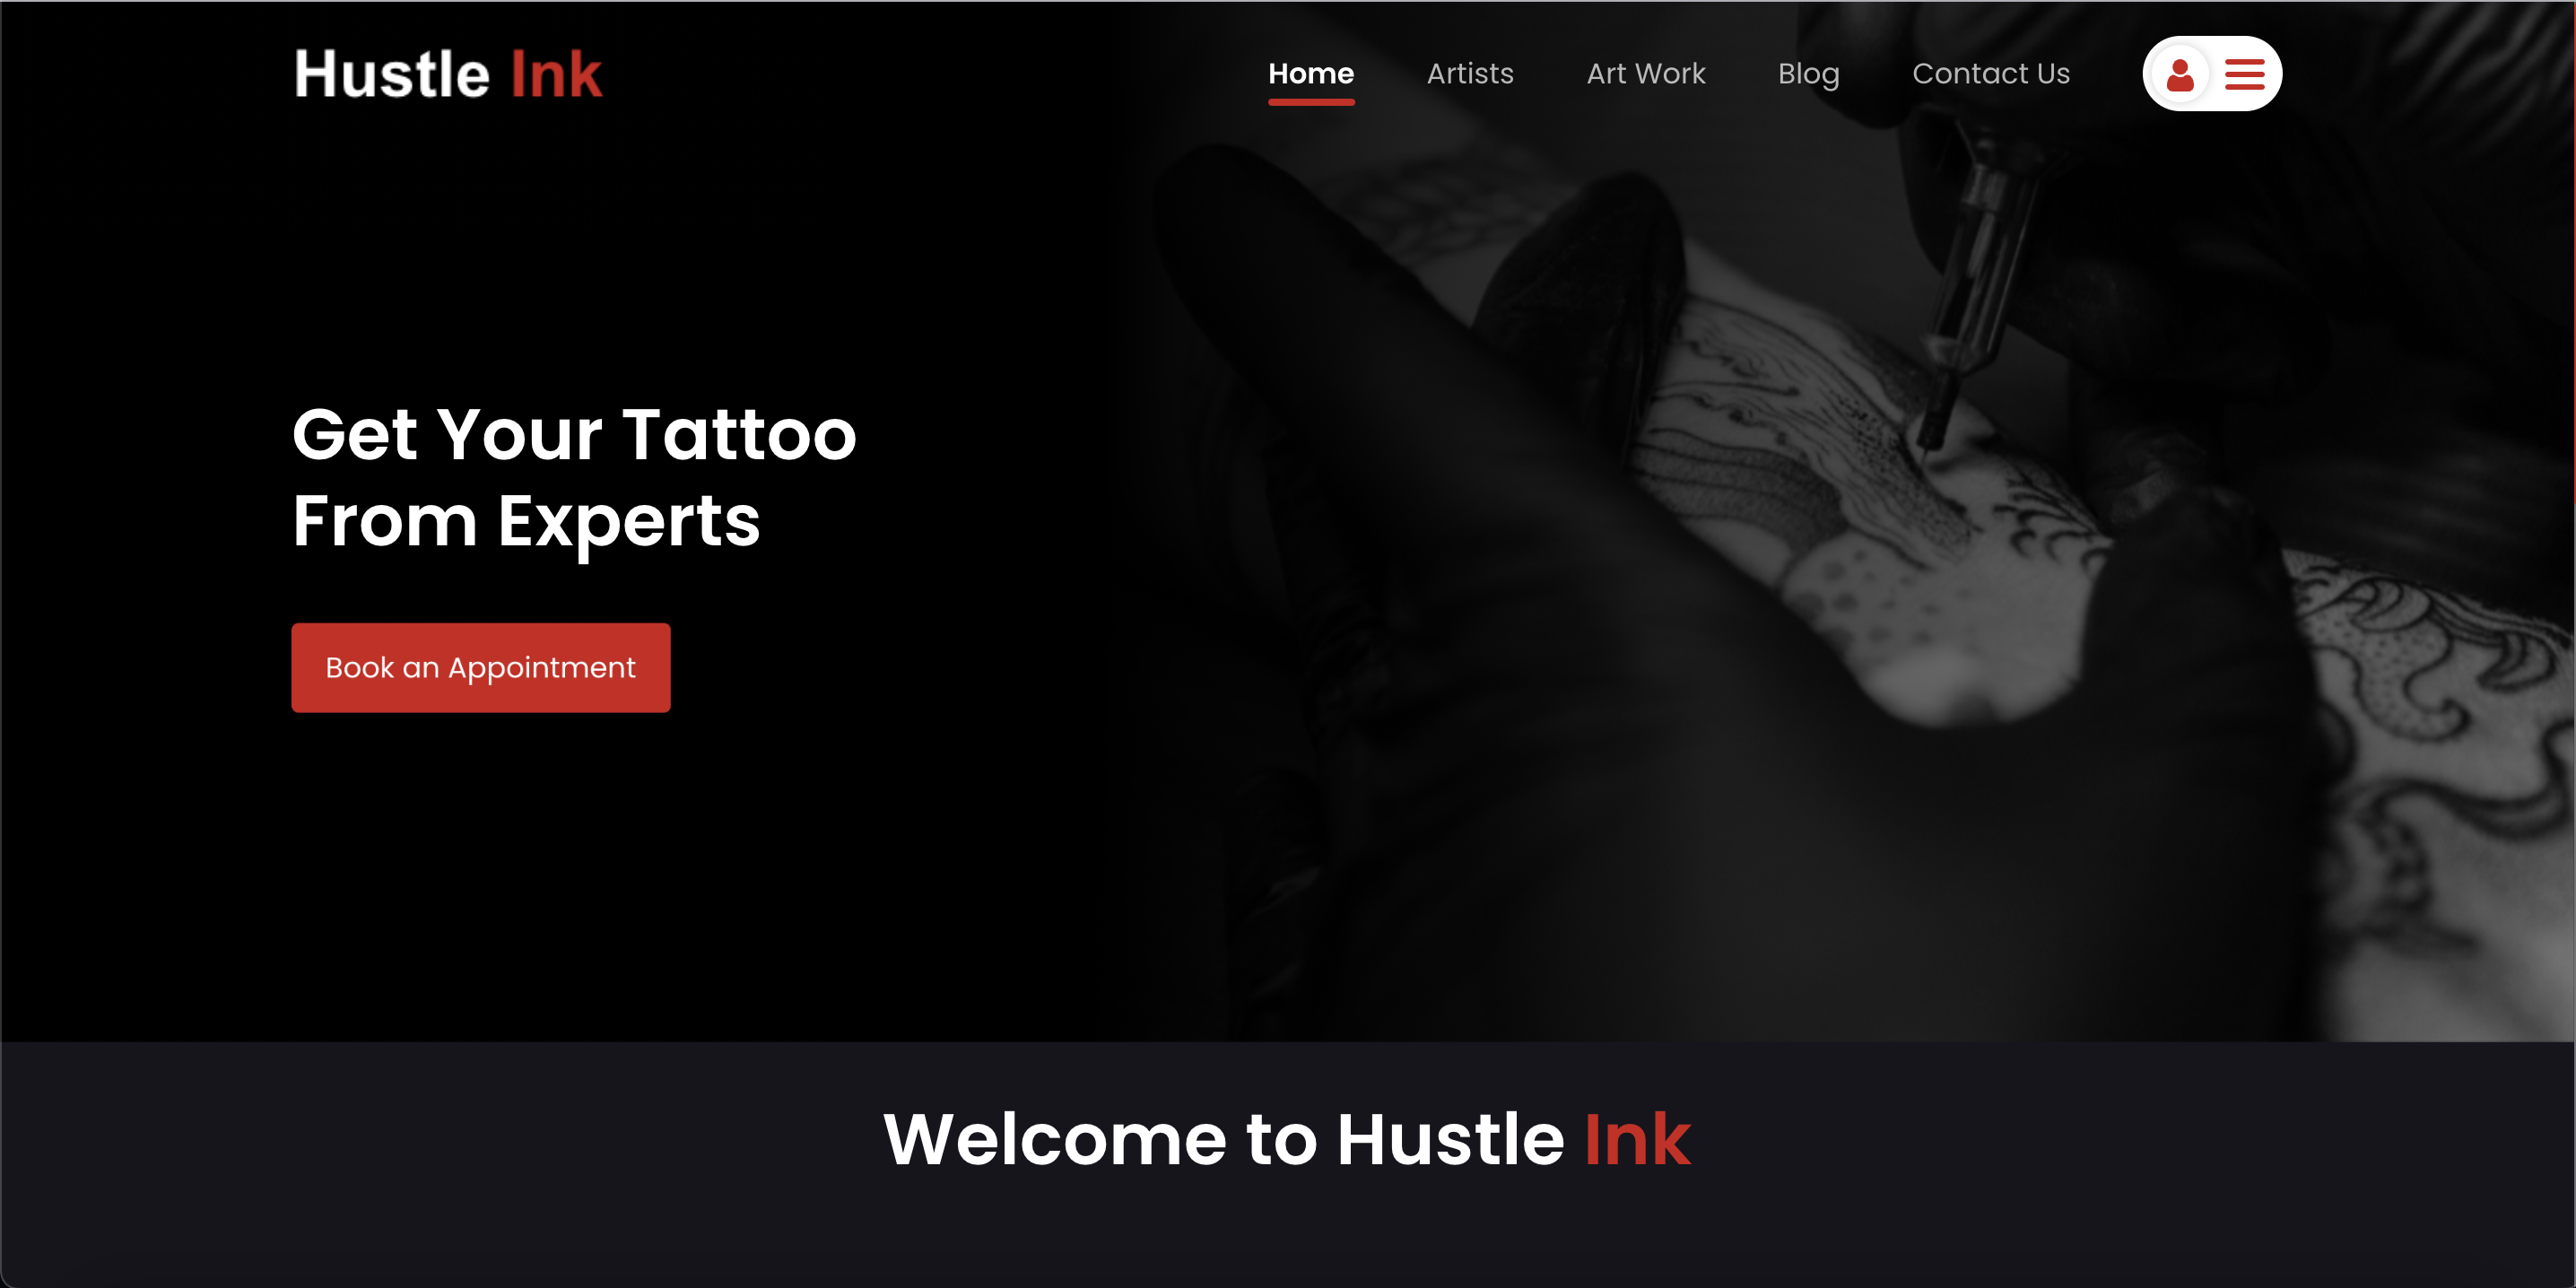 Hustle Ink
Home Artists Art Work Blog Contact Us
Get Your Tattoo
From Experts
Book an Appointment
Welcome to Hustle Ink